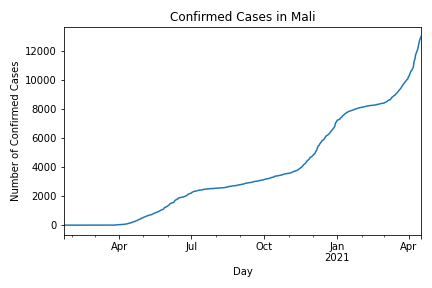 Confirmed Cases in Mali
Number of Confirmed Cases
12000
10000
8000
6000
4000
2000
0
Apr
Jul
Oct
Jan
2021
Apr
Day